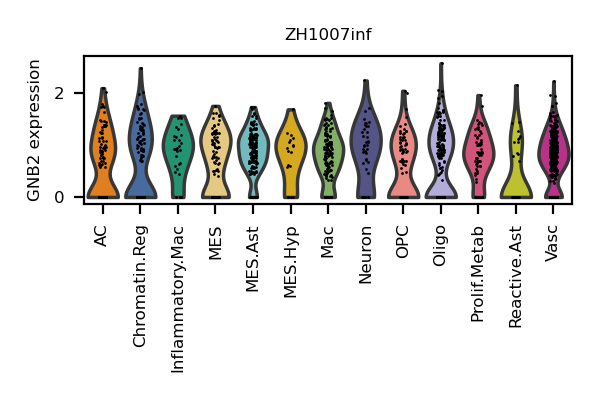 ZH1007inf
GNB2 expression
2
0
AC
Chromatin.Reg
Inflammatory.Mac
MES
MES.Ast
MES.Hyp
Mac
Neuron
OPC
Oligo
Prolif.Metab
Reactive.Ast
Vasc